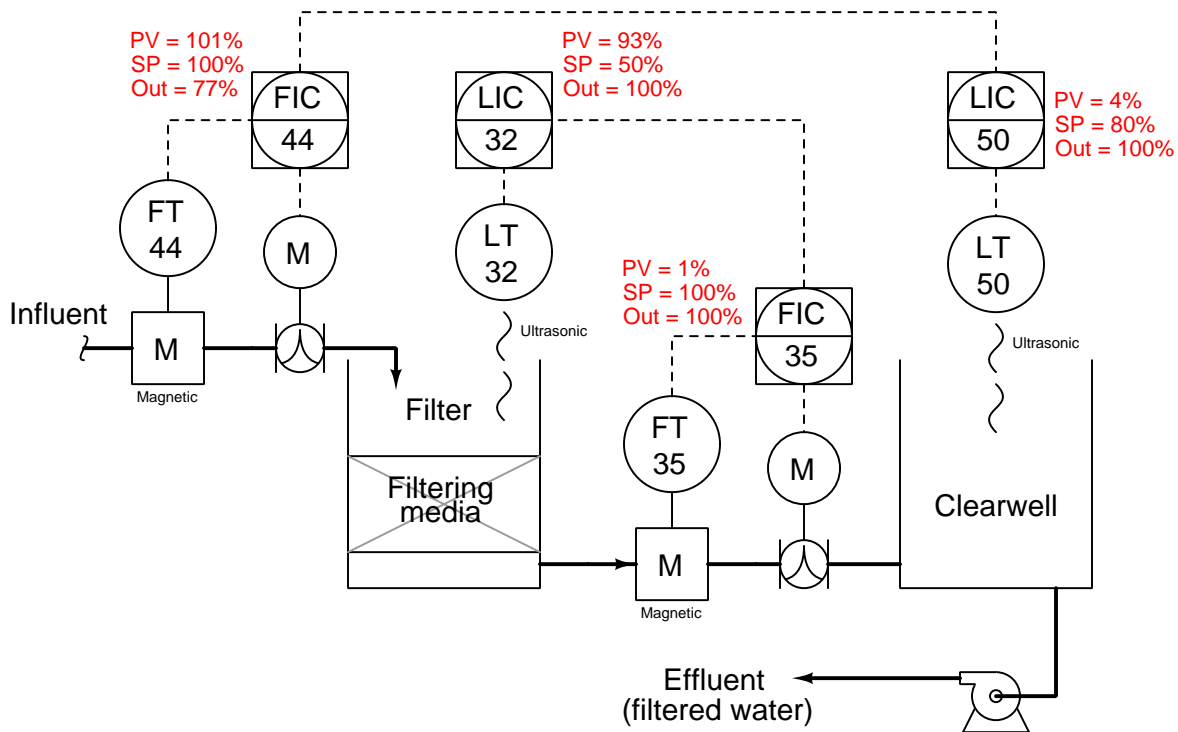 PV = 101%
SP = 100%
Out = 77%
FIC
44
PV = 93%
SP = 50%
Out = 100%
LIC
32
LIC
50
PV = 4%
SP = 80%
Out = 100%
FT
44
M
LT
32
LT
50
PV = 1%
SP = 100%
Out = 100%
FIC
35
Influent
M
Magnetic
Ultrasonic
Ultrasonic
Filter
FT
35
M
Filtering
media
Clearwell
M
Magnetic
Effluent
(filtered water)